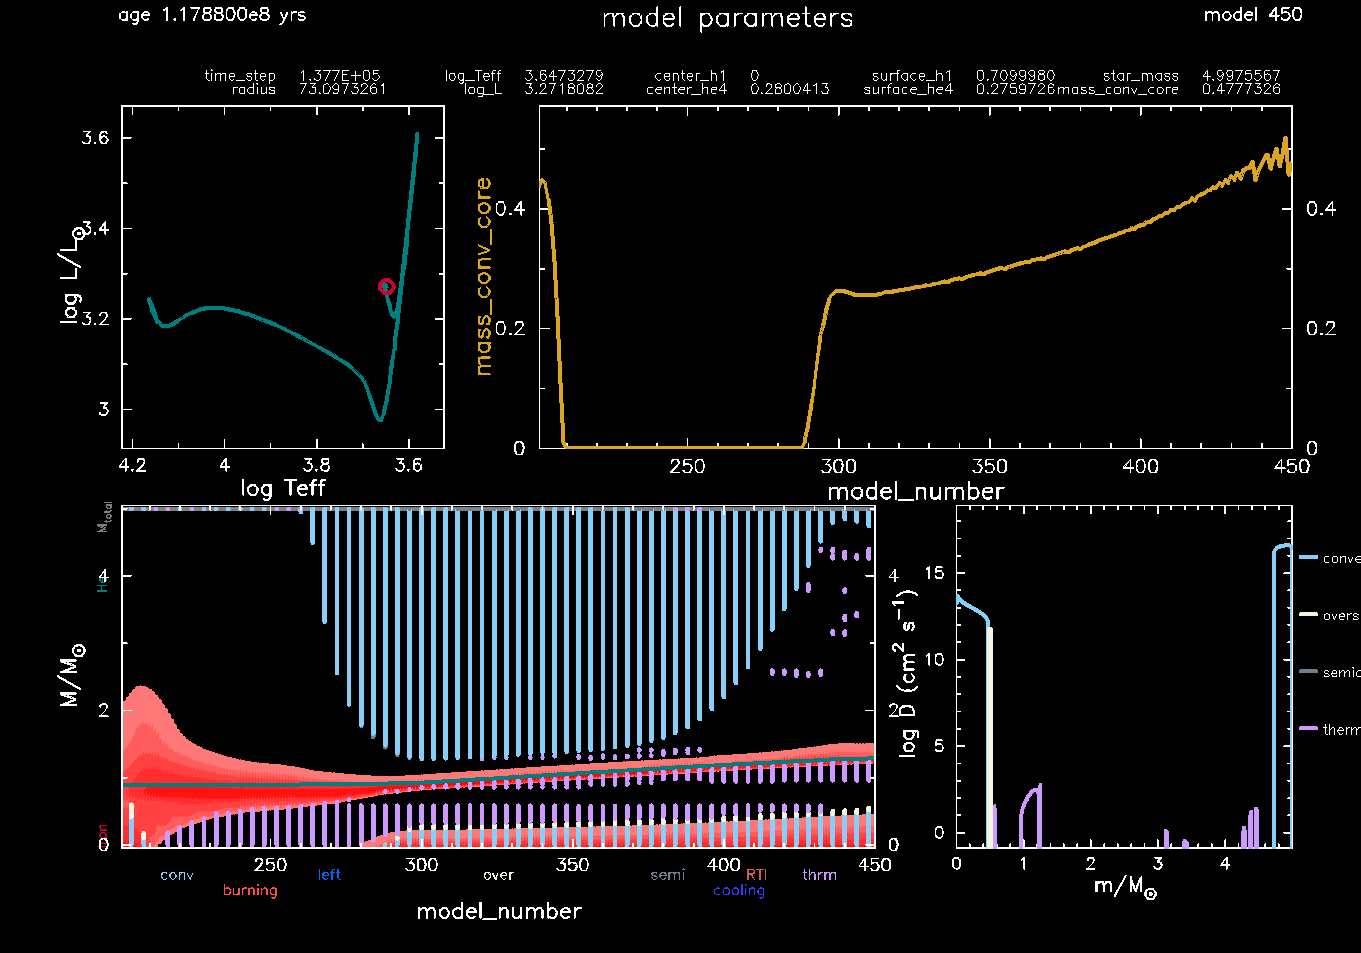 age 1.178800e8 yrs
model parameters
model 450
time_step 1.377E+05 log_Teff 3.6473279 center_h1 0 surface_h1 0.7099980 star_mass 4.9975567
radius 73.0973261 log_L 3.2718082 center_he4 0.2800413 surface_he4 0.2759726 mass_conv_core 0.4777326
3.6
3.4
3.2
3
log L/L⊙
4.2 4 3.8 3.6
log Teff
mass_conv_core
0.4
0.2
0
0.4
0.2
0
250 300 350 400 450
model_number
Mtotal
He
M/M⊙
4
2
0
4
2
0
250 300 350 400 450
conv left over semi RTI thrm
burning cooling
model_number
log D (cm² s⁻¹)
15
10
5
0
0 1 2 3 4
m/M⊙
conve
overs
semic
therm